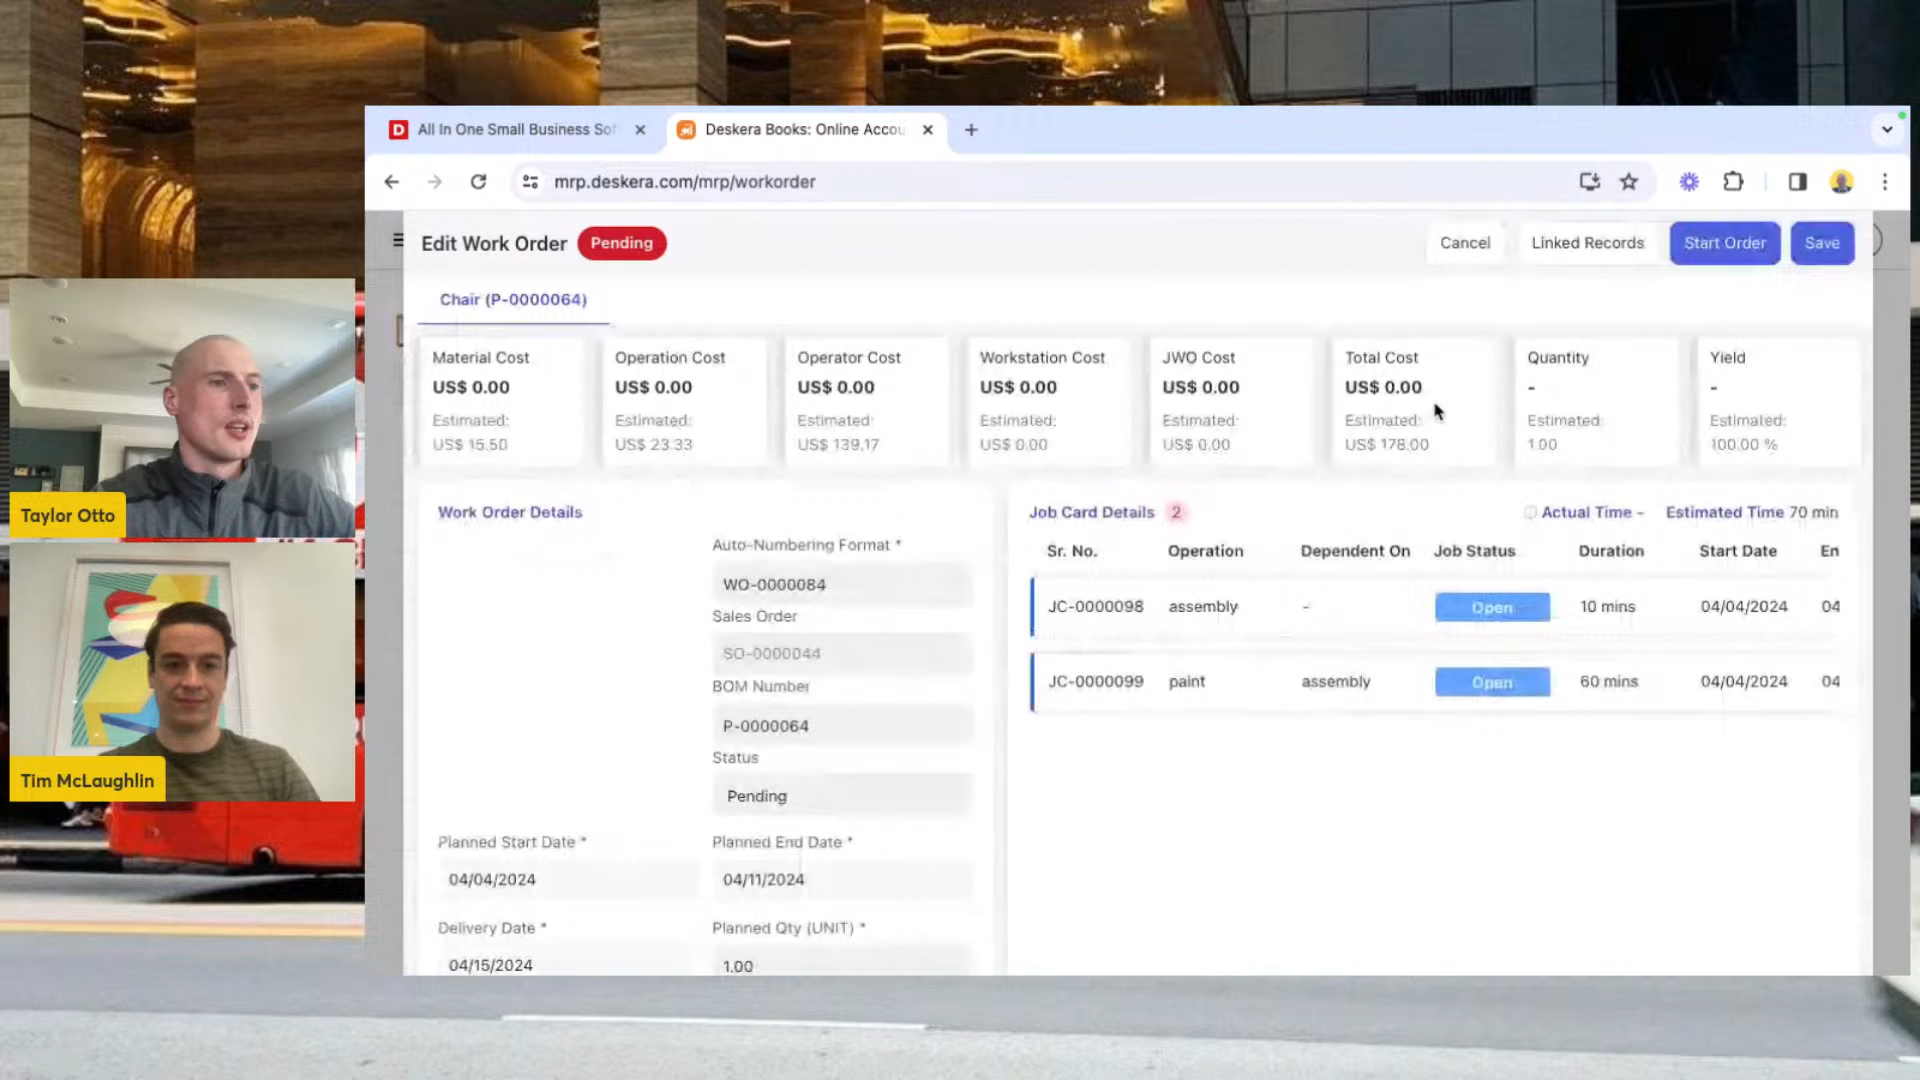 All In One Small Business Sof
Deskera Books: Online Accou
mrp.deskera.com/mrp/workorder
Edit Work Order
Pending
Cancel
Linked Records
Start Order
Save
Chair (P-0000064)
Material Cost
US$ 0.00
Estimated:
US$ 15.50
Operation Cost
US$ 0.00
Estimated:
US$ 23.33
Operator Cost
US$ 0.00
Estimated:
US$ 139.17
Workstation Cost
US$ 0.00
Estimated:
US$ 0.00
JWO Cost
US$ 0.00
Estimated:
US$ 0.00
Total Cost
US$ 0.00
Estimated:
US$ 178.00
Quantity
-
Estimated:
1.00
Yield
-
Estimated:
100.00 %
Work Order Details
Auto-Numbering Format *
WO-0000084
Sales Order
SO-0000044
BOM Number
P-0000064
Status
Pending
Planned Start Date *
04/04/2024
Planned End Date *
04/11/2024
Delivery Date *
04/15/2024
Planned Qty (UNIT) *
1.00
Job Card Details 2
Actual Time -
Estimated Time 70 min
Sr. No. Operation Dependent On Job Status Duration Start Date En
JC-0000098 assembly - Open 10 mins 04/04/2024 04
JC-0000099 paint assembly Open 60 mins 04/04/2024 04
Taylor Otto
Tim McLaughlin